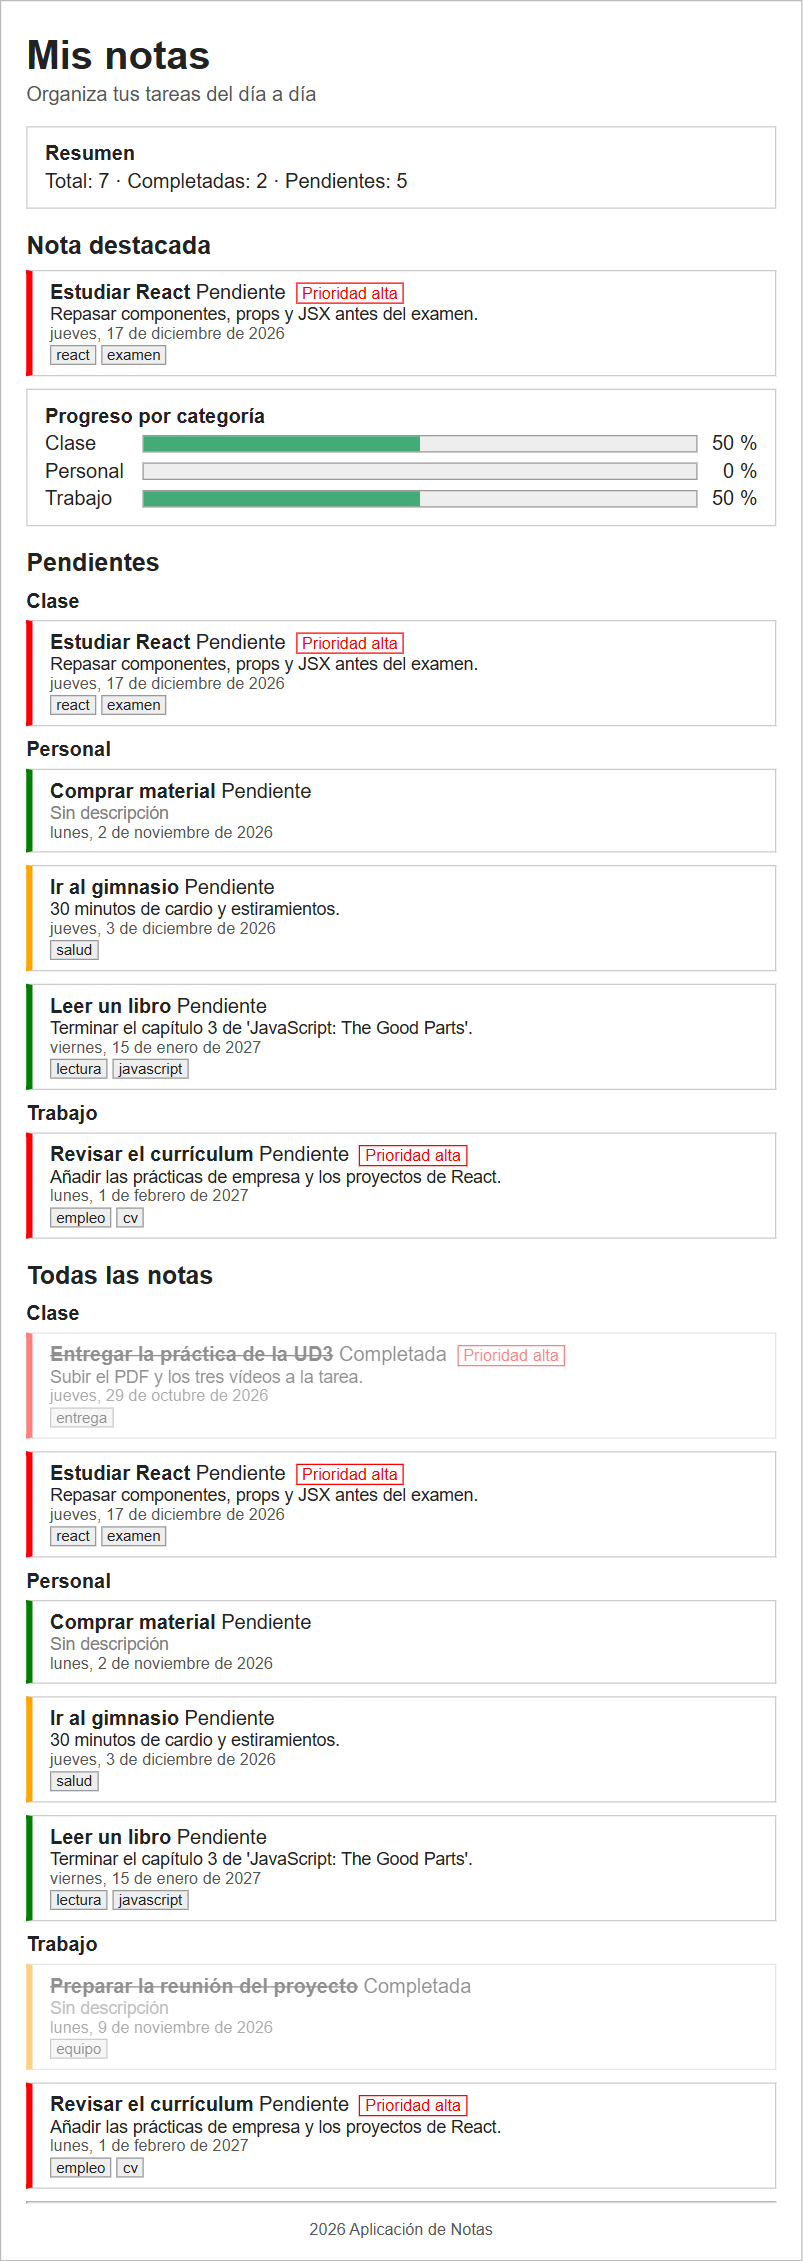 Mis notas
Organiza tus tareas del día a día
Resumen
Total: 7 · Completadas: 2 · Pendientes: 5
Nota destacada
Estudiar React Pendiente Prioridad alta
Repasar componentes, props y JSX antes del examen.
jueves, 17 de diciembre de 2026
react examen
Progreso por categoría
Clase 50 %
Personal 0 %
Trabajo 50 %
Pendientes
Clase
Estudiar React Pendiente Prioridad alta
Repasar componentes, props y JSX antes del examen.
jueves, 17 de diciembre de 2026
react examen
Personal
Comprar material Pendiente
Sin descripción
lunes, 2 de noviembre de 2026
Ir al gimnasio Pendiente
30 minutos de cardio y estiramientos.
jueves, 3 de diciembre de 2026
salud
Leer un libro Pendiente
Terminar el capítulo 3 de 'JavaScript: The Good Parts'.
viernes, 15 de enero de 2027
lectura javascript
Trabajo
Revisar el currículum Pendiente Prioridad alta
Añadir las prácticas de empresa y los proyectos de React.
lunes, 1 de febrero de 2027
empleo cv
Todas las notas
Clase
Entregar la práctica de la UD3 Completada Prioridad alta
Subir el PDF y los tres vídeos a la tarea.
jueves, 29 de octubre de 2026
entrega
Estudiar React Pendiente Prioridad alta
Repasar componentes, props y JSX antes del examen.
jueves, 17 de diciembre de 2026
react examen
Personal
Comprar material Pendiente
Sin descripción
lunes, 2 de noviembre de 2026
Ir al gimnasio Pendiente
30 minutos de cardio y estiramientos.
jueves, 3 de diciembre de 2026
salud
Leer un libro Pendiente
Terminar el capítulo 3 de 'JavaScript: The Good Parts'.
viernes, 15 de enero de 2027
lectura javascript
Trabajo
Preparar la reunión del proyecto Completada
Sin descripción
lunes, 9 de noviembre de 2026
equipo
Revisar el currículum Pendiente Prioridad alta
Añadir las prácticas de empresa y los proyectos de React.
lunes, 1 de febrero de 2027
empleo cv
2026 Aplicación de Notas